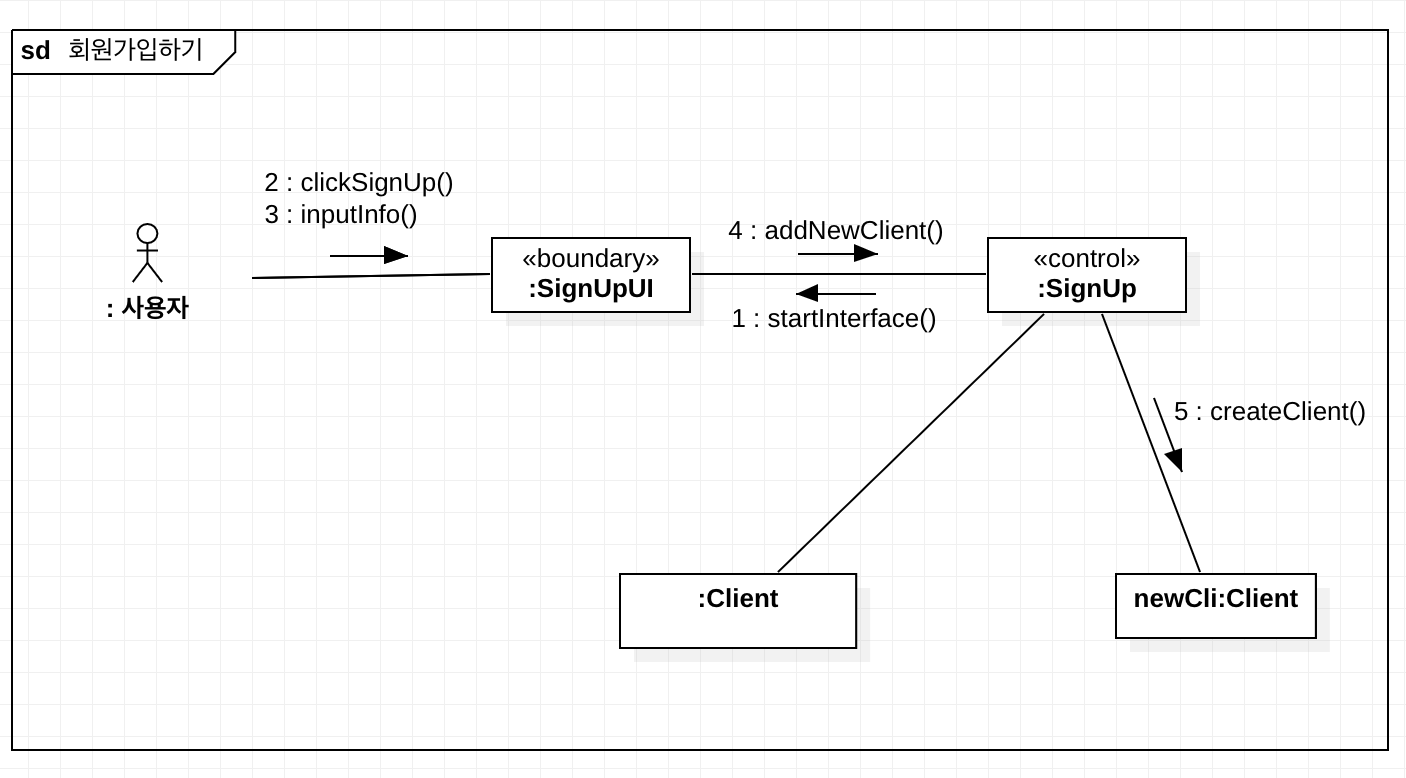 sd 회원가입하기
2 : clickSignUp()
3 : inputInfo()
: 사용자
«boundary»
:SignUpUI
4 : addNewClient()
1 : startInterface()
«control»
:SignUp
5 : createClient()
:Client
newCli:Client